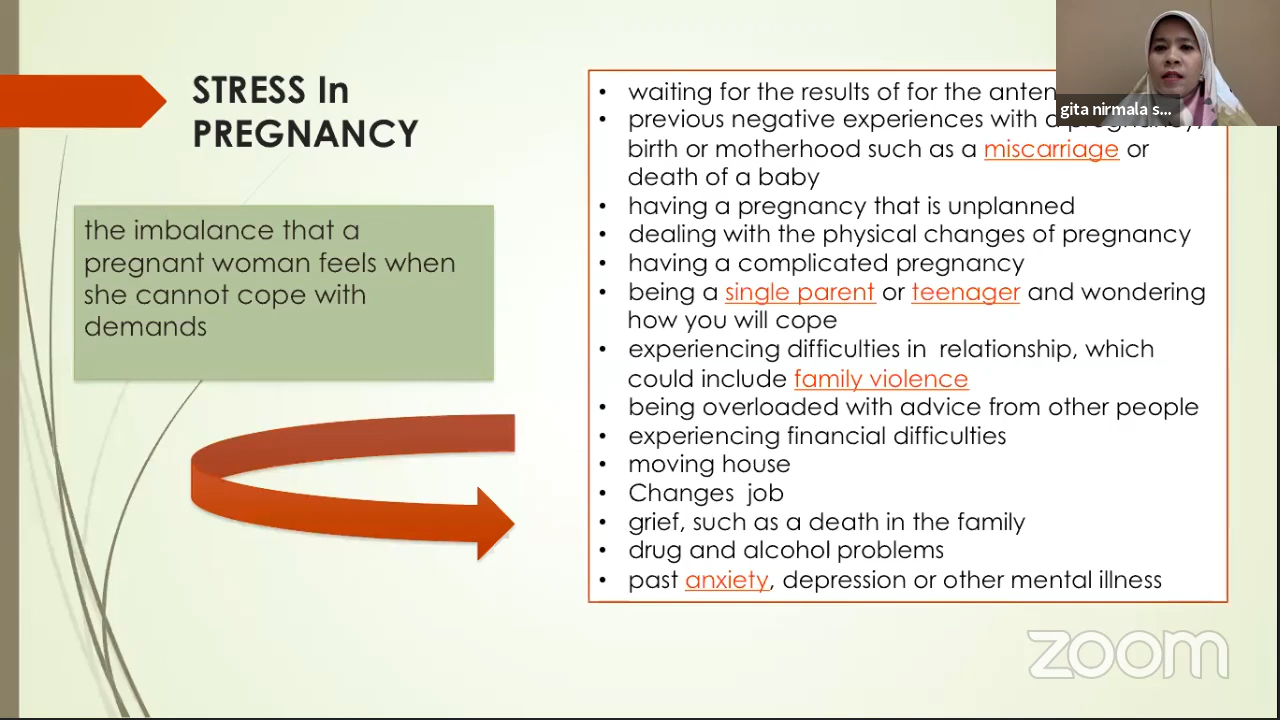 STRESS In
PREGNANCY
the imbalance that a
pregnant woman feels when
she cannot cope with
demands
• waiting for the results of for the anten
• previous negative experiences with a pregnancy,
birth or motherhood such as a miscarriage or
death of a baby
• having a pregnancy that is unplanned
• dealing with the physical changes of pregnancy
• having a complicated pregnancy
• being a single parent or teenager and wondering
how you will cope
• experiencing difficulties in relationship, which
could include family violence
• being overloaded with advice from other people
• experiencing financial difficulties
• moving house
• Changes job
• grief, such as a death in the family
• drug and alcohol problems
• past anxiety, depression or other mental illness
gita nirmala s...
zoom